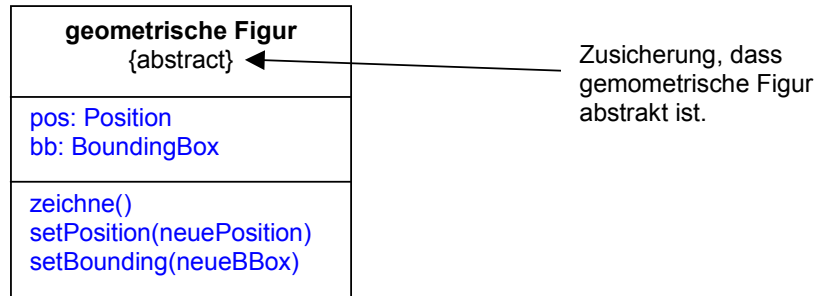 geometrische Figur
{abstract}
Zusicherung, dass
gemometrische Figur
abstrakt ist.
pos: Position
bb: BoundingBox
zeichne()
setPosition(neuePosition)
setBounding(neueBBox)